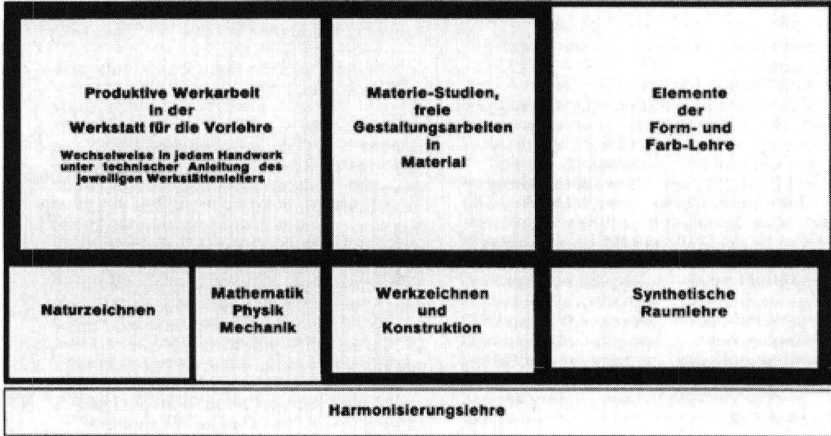 Produktive Werkarbeit
in der
Werkstatt für die Vorlehre
Wechselweise in jedem Handwerk
unter technischer Anleitung des
jeweiligen Werkstättenleiters
Materie-Studien,
freie
Gestaltungsarbeiten
in
Material
Elemente
der
Form- und
Farb-Lehre
Naturzeichnen
Mathematik
Physik
Mechanik
Werkzeichnen
und
Konstruktion
Synthetische
Raumlehre
Harmonisierungslehre